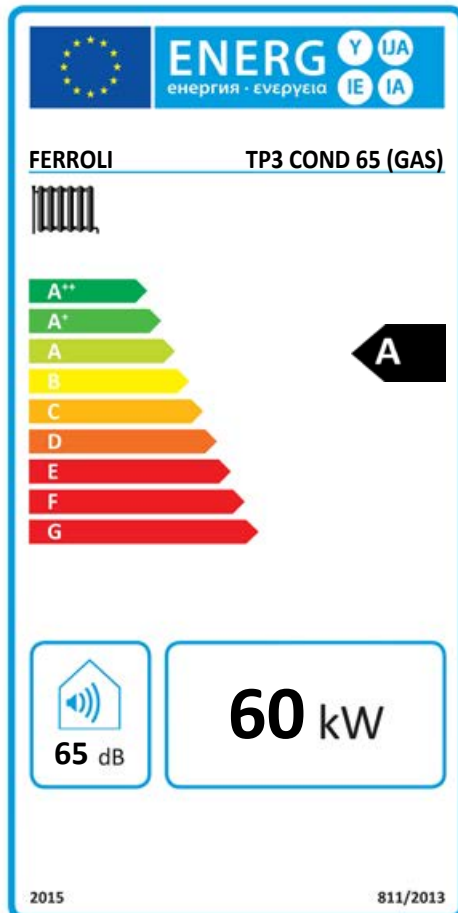 ENERG Y IJA
енергия · ενεργεια IE IA
FERROLI TP3 COND 65 (GAS)
A++
A+
A A
B
C
D
E
F
G
65 dB 60 kW
2015 811/2013